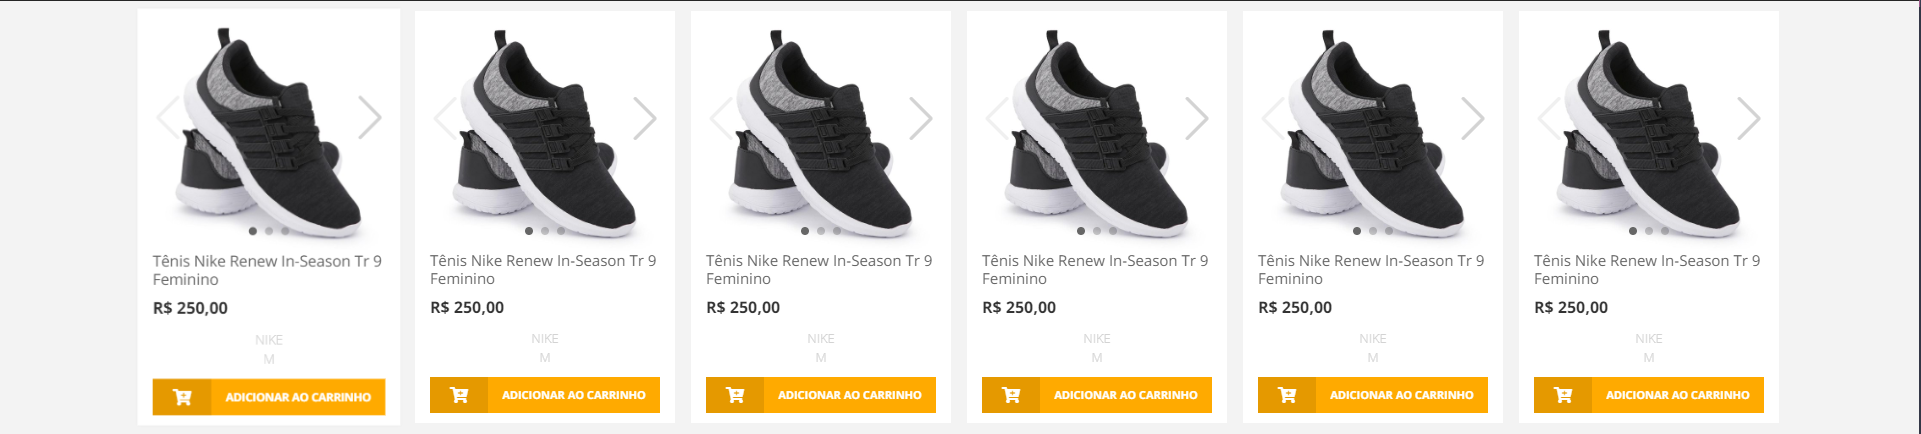 Tênis Nike Renew In-Season Tr 9
Feminino
R$ 250,00
NIKE
M
ADICIONAR AO CARRINHO
Tênis Nike Renew In-Season Tr 9
Feminino
R$ 250,00
NIKE
M
ADICIONAR AO CARRINHO
Tênis Nike Renew In-Season Tr 9
Feminino
R$ 250,00
NIKE
M
ADICIONAR AO CARRINHO
Tênis Nike Renew In-Season Tr 9
Feminino
R$ 250,00
NIKE
M
ADICIONAR AO CARRINHO
Tênis Nike Renew In-Season Tr 9
Feminino
R$ 250,00
NIKE
M
ADICIONAR AO CARRINHO
Tênis Nike Renew In-Season Tr 9
Feminino
R$ 250,00
NIKE
M
ADICIONAR AO CARRINHO